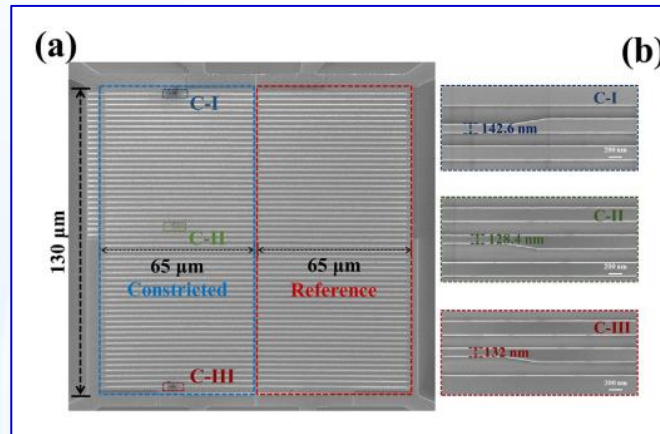 (a)
(b)
C-I
C-II
130 μm
65 μm
65 μm
Constricted
Reference
C-III
C-I
142.6 nm
200 nm
C-II
128.4 nm
200 nm
C-III
132 nm
200 nm